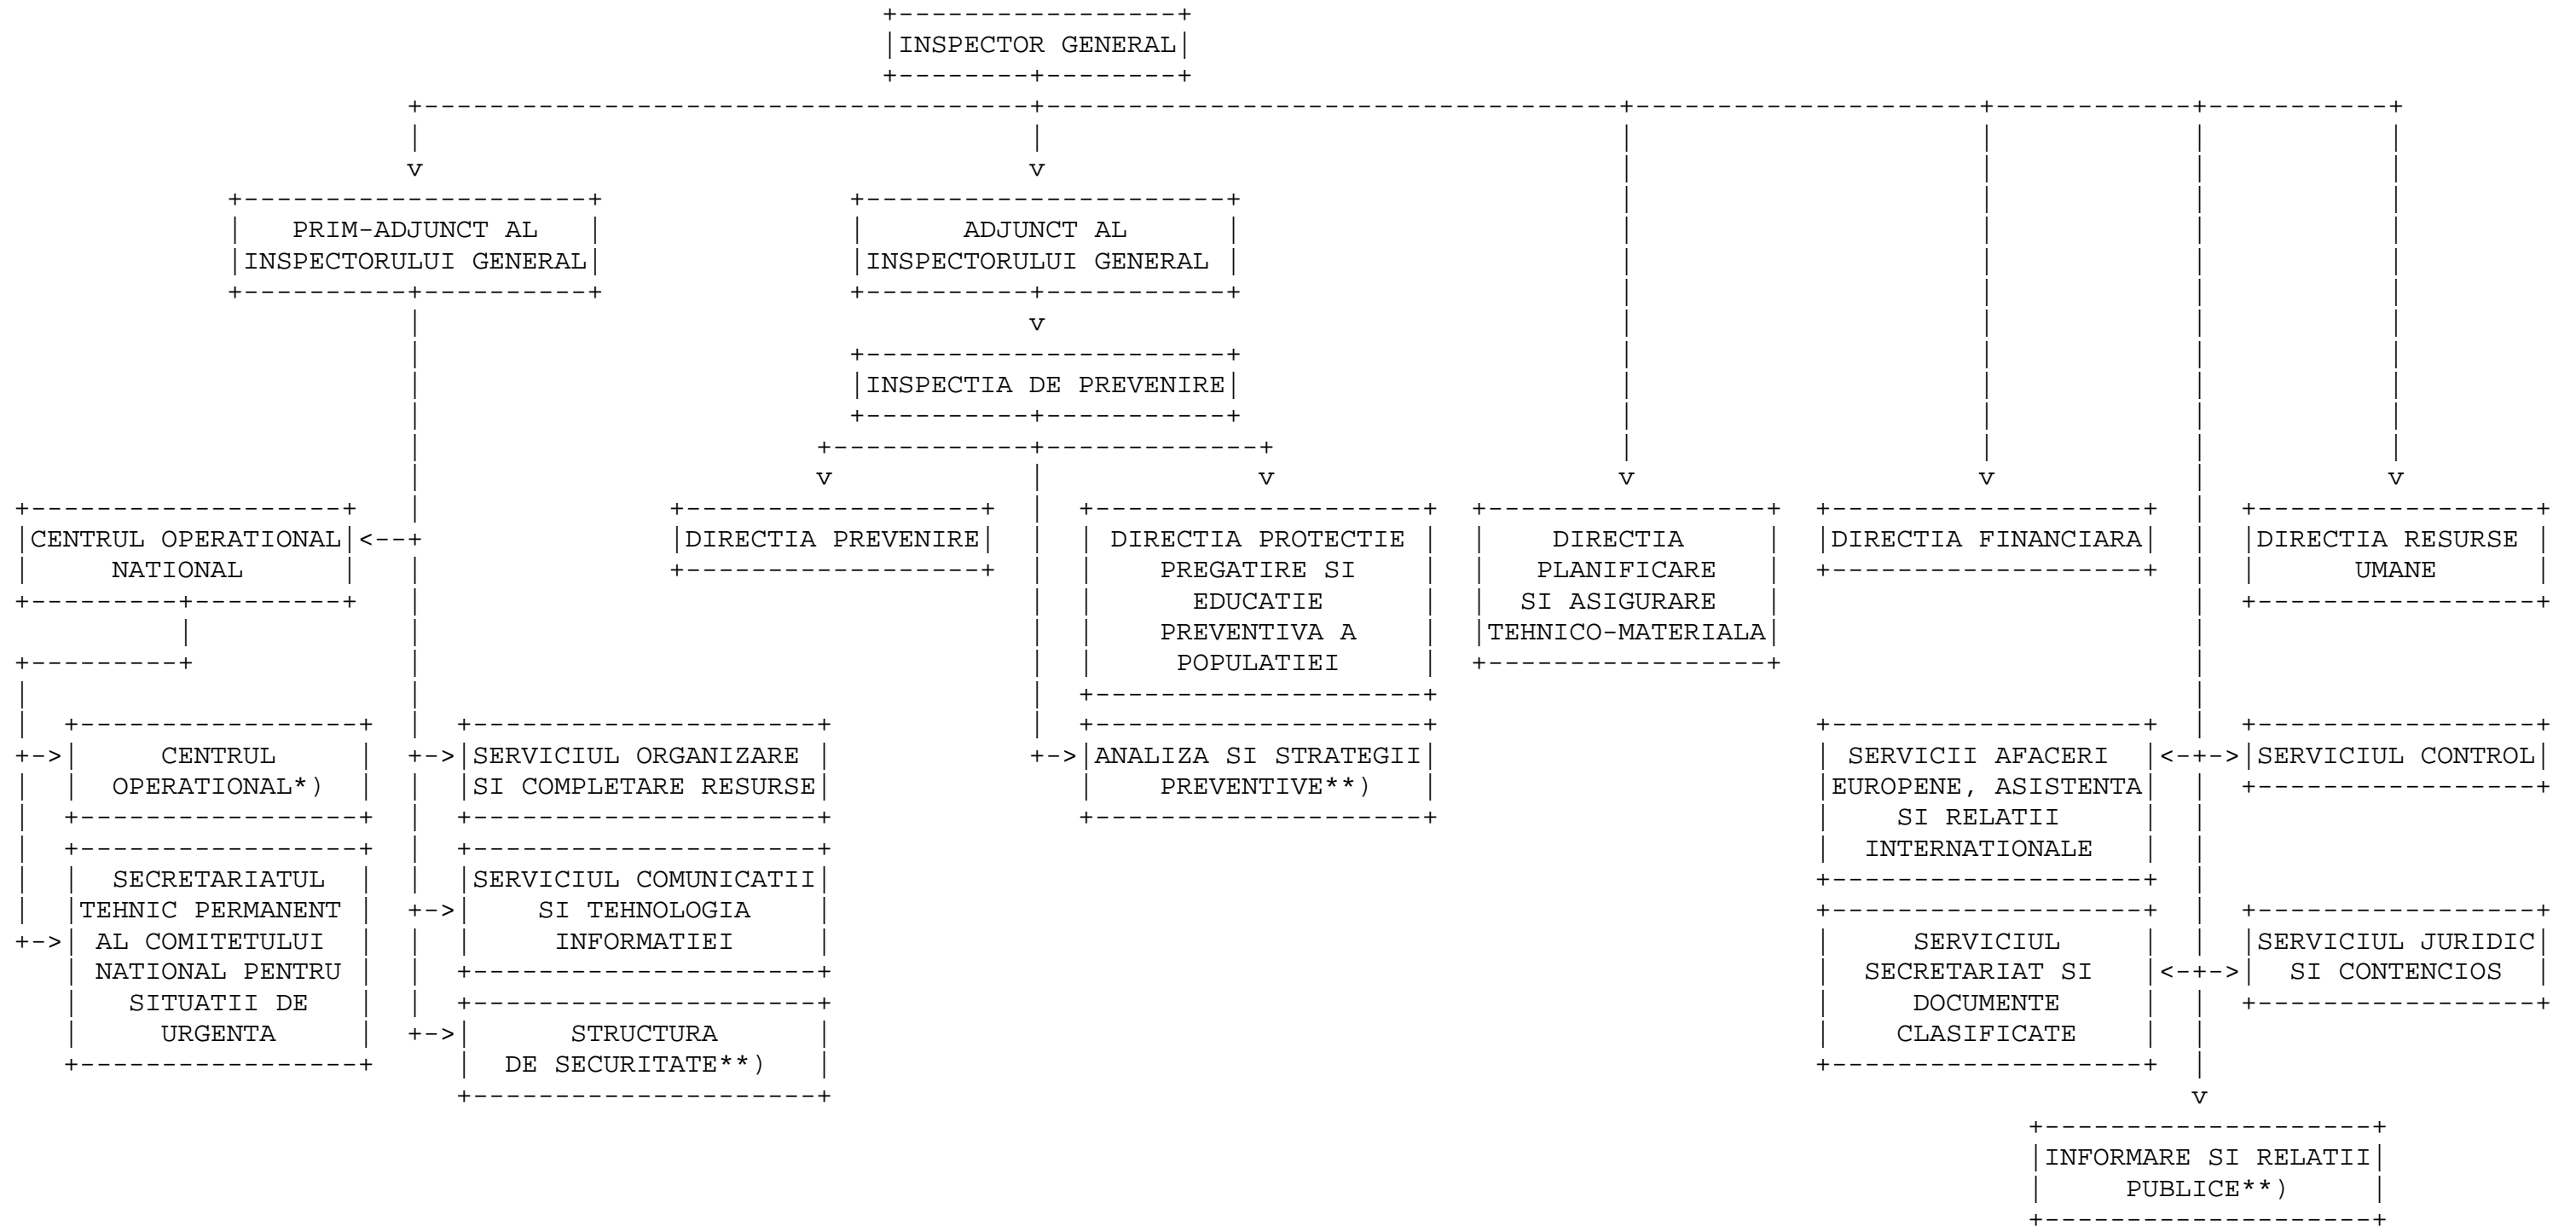 INSPECTOR GENERAL
PRIM-ADJUNCT AL
INSPECTORULUI GENERAL
ADJUNCT AL
INSPECTORULUI GENERAL
INSPECTIA DE PREVENIRE
CENTRUL OPERATIONAL
NATIONAL
DIRECTIA PREVENIRE
DIRECTIA PROTECTIE
PREGATIRE SI
EDUCATIE
PREVENTIVA A
POPULATIEI
DIRECTIA
PLANIFICARE
SI ASIGURARE
TEHNICO-MATERIALA
DIRECTIA FINANCIARA
DIRECTIA RESURSE
UMANE
CENTRUL
OPERATIONAL*)
SERVICIUL ORGANIZARE
SI COMPLETARE RESURSE
ANALIZA SI STRATEGII
PREVENTIVE**)
SERVICII AFACERI
EUROPENE, ASISTENTA
SI RELATII
INTERNATIONALE
SERVICIUL CONTROL
SECRETARIATUL
TEHNIC PERMANENT
AL COMITETULUI
NATIONAL PENTRU
SITUATII DE
URGENTA
SERVICIUL COMUNICATII
SI TEHNOLOGIA
INFORMATIEI
STRUCTURA
DE SECURITATE**)
SERVICIUL
SECRETARIAT SI
DOCUMENTE
CLASIFICATE
SERVICIUL JURIDIC
SI CONTENCIOS
INFORMARE SI RELATII
PUBLICE**)